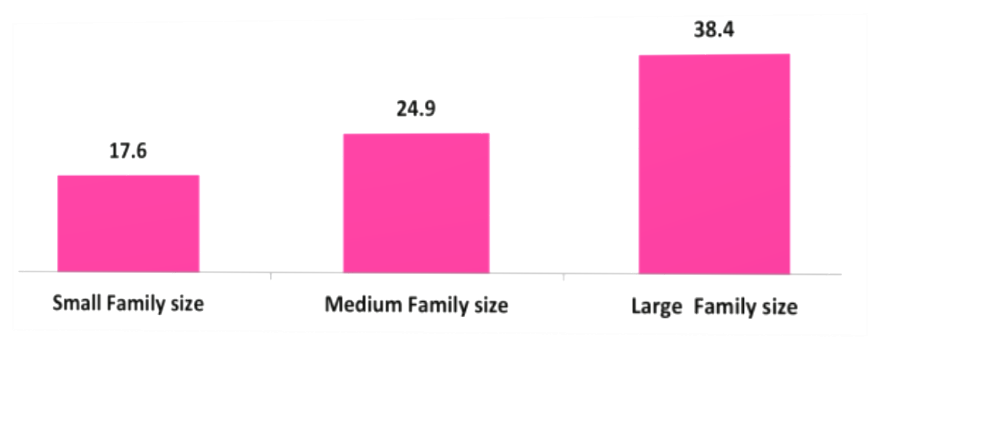 38.4
24.9
17.6
Small Family size
Medium Family size
Large Family size